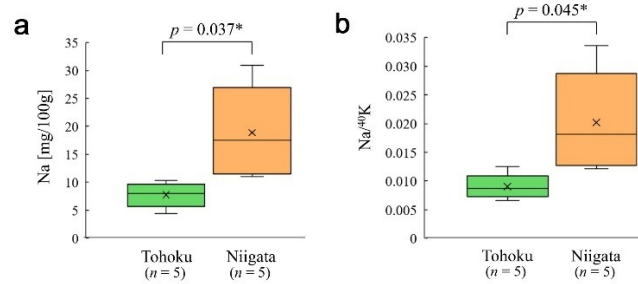 a
p = 0.037*
Na [mg/100g]
35
30
25
20
15
10
5
0
Tohoku
(n = 5)
Niigata
(n = 5)
b
p = 0.045*
Na/⁴⁰K
0.035
0.030
0.025
0.020
0.015
0.010
0.005
0
Tohoku
(n = 5)
Niigata
(n = 5)